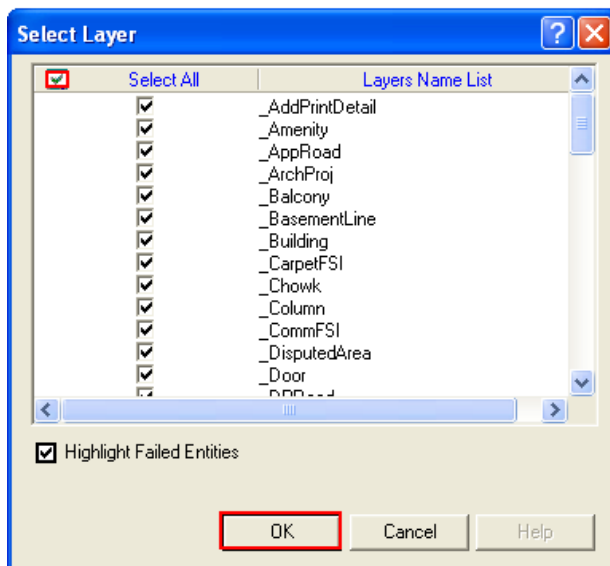 Select Layer
Select All Layers Name List
_AddPrintDetail
_Amenity
_AppRoad
_ArchProj
_Balcony
_BasementLine
_Building
_CarpetFSI
_Chowk
_Column
_CommFSI
_DisputedArea
_Door
Highlight Failed Entities
OK Cancel Help